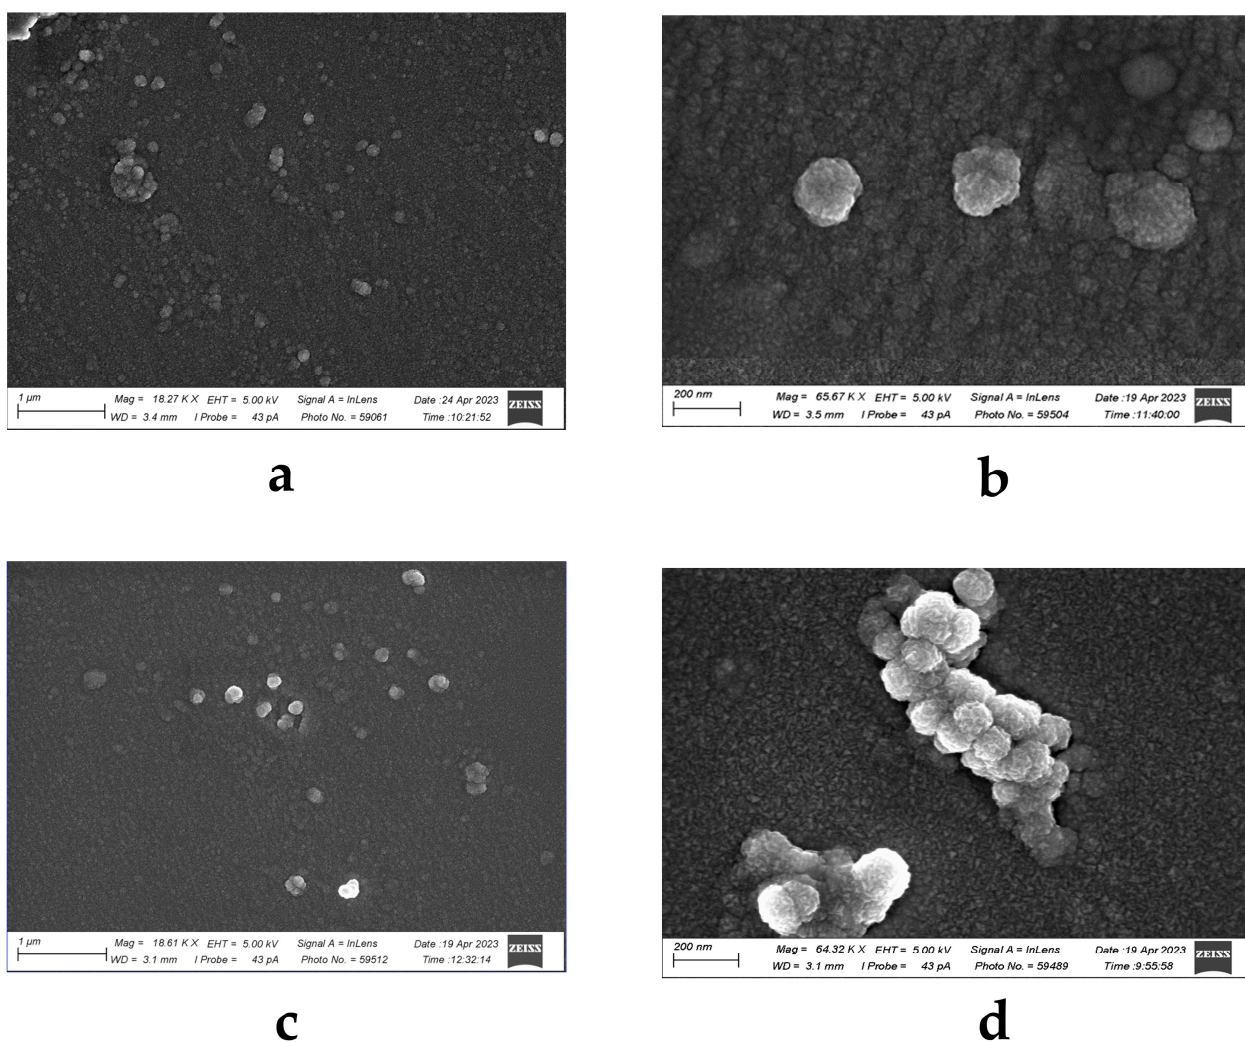 1 µm
Mag = 18.27 K X EHT = 5.00 kV Signal A = InLens Date :24 Apr 2023
WD = 3.4 mm I Probe = 43 pA Photo No. = 59061 Time :10:21:52
ZEISS
200 nm
Mag = 65.67 K X EHT = 5.00 kV Signal A = InLens Date :19 Apr 2023
WD = 3.5 mm I Probe = 43 pA Photo No. = 59504 Time :11:40:00
ZEISS
a
b
1 µm
Mag = 18.61 K X EHT = 5.00 kV Signal A = InLens Date :19 Apr 2023
WD = 3.1 mm I Probe = 43 pA Photo No. = 59512 Time :12:32:14
ZEISS
200 nm
Mag = 64.32 K X EHT = 5.00 kV Signal A = InLens Date :19 Apr 2023
WD = 3.1 mm I Probe = 43 pA Photo No. = 59489 Time :9:55:58
ZEISS
c
d